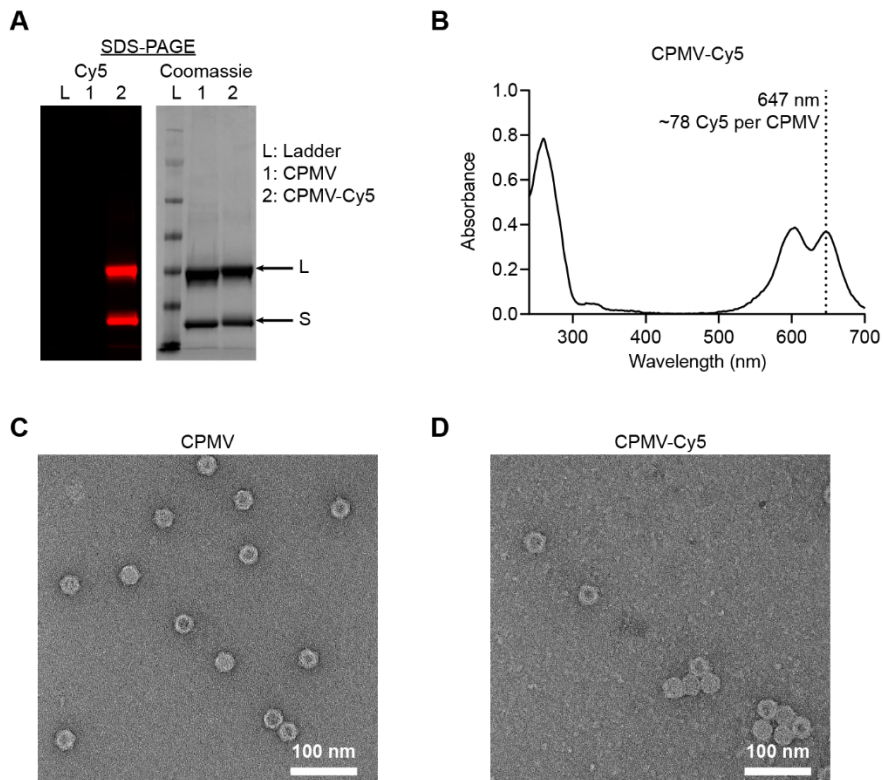 A
SDS-PAGE
Cy5 Coomassie
L 1 2 L 1 2
L: Ladder
1: CPMV
2: CPMV-Cy5
L
S
B
CPMV-Cy5
647 nm
~78 Cy5 per CPMV
Absorbance
1.0
0.8
0.6
0.4
0.2
0.0
300 400 500 600 700
Wavelength (nm)
C
CPMV
100 nm
D
CPMV-Cy5
100 nm